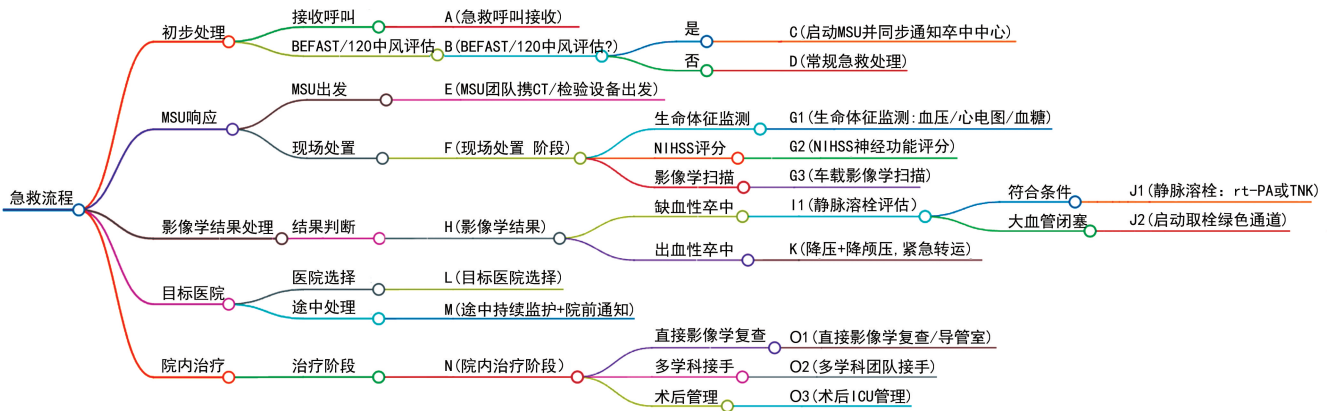 急救流程
初步处理
接收呼叫
A(急救呼叫接收)
BEFAST/120中风评估
B(BEFAST/120中风评估?)
是
C(启动MSU并同步通知卒中中心)
否
D(常规急救处理)
MSU响应
MSU出发
E(MSU团队携CT/检验设备出发)
现场处置
F(现场处置 阶段)
生命体征监测
G1(生命体征监测:血压/心电图/血糖)
NIHSS评分
G2(NIHSS神经功能评分)
影像学扫描
G3(车载影像学扫描)
影像学结果处理
结果判断
H(影像学结果)
缺血性卒中
I1(静脉溶栓评估)
符合条件
J1(静脉溶栓: rt-PA或TNK)
大血管闭塞
J2(启动取栓绿色通道)
出血性卒中
K(降压+降颅压,紧急转运)
目标医院
医院选择
L(目标医院选择)
途中处理
M(途中持续监护+院前通知)
院内治疗
治疗阶段
N(院内治疗阶段)
直接影像学复查
O1(直接影像学复查/导管室)
多学科接手
O2(多学科团队接手)
术后管理
O3(术后ICU管理)